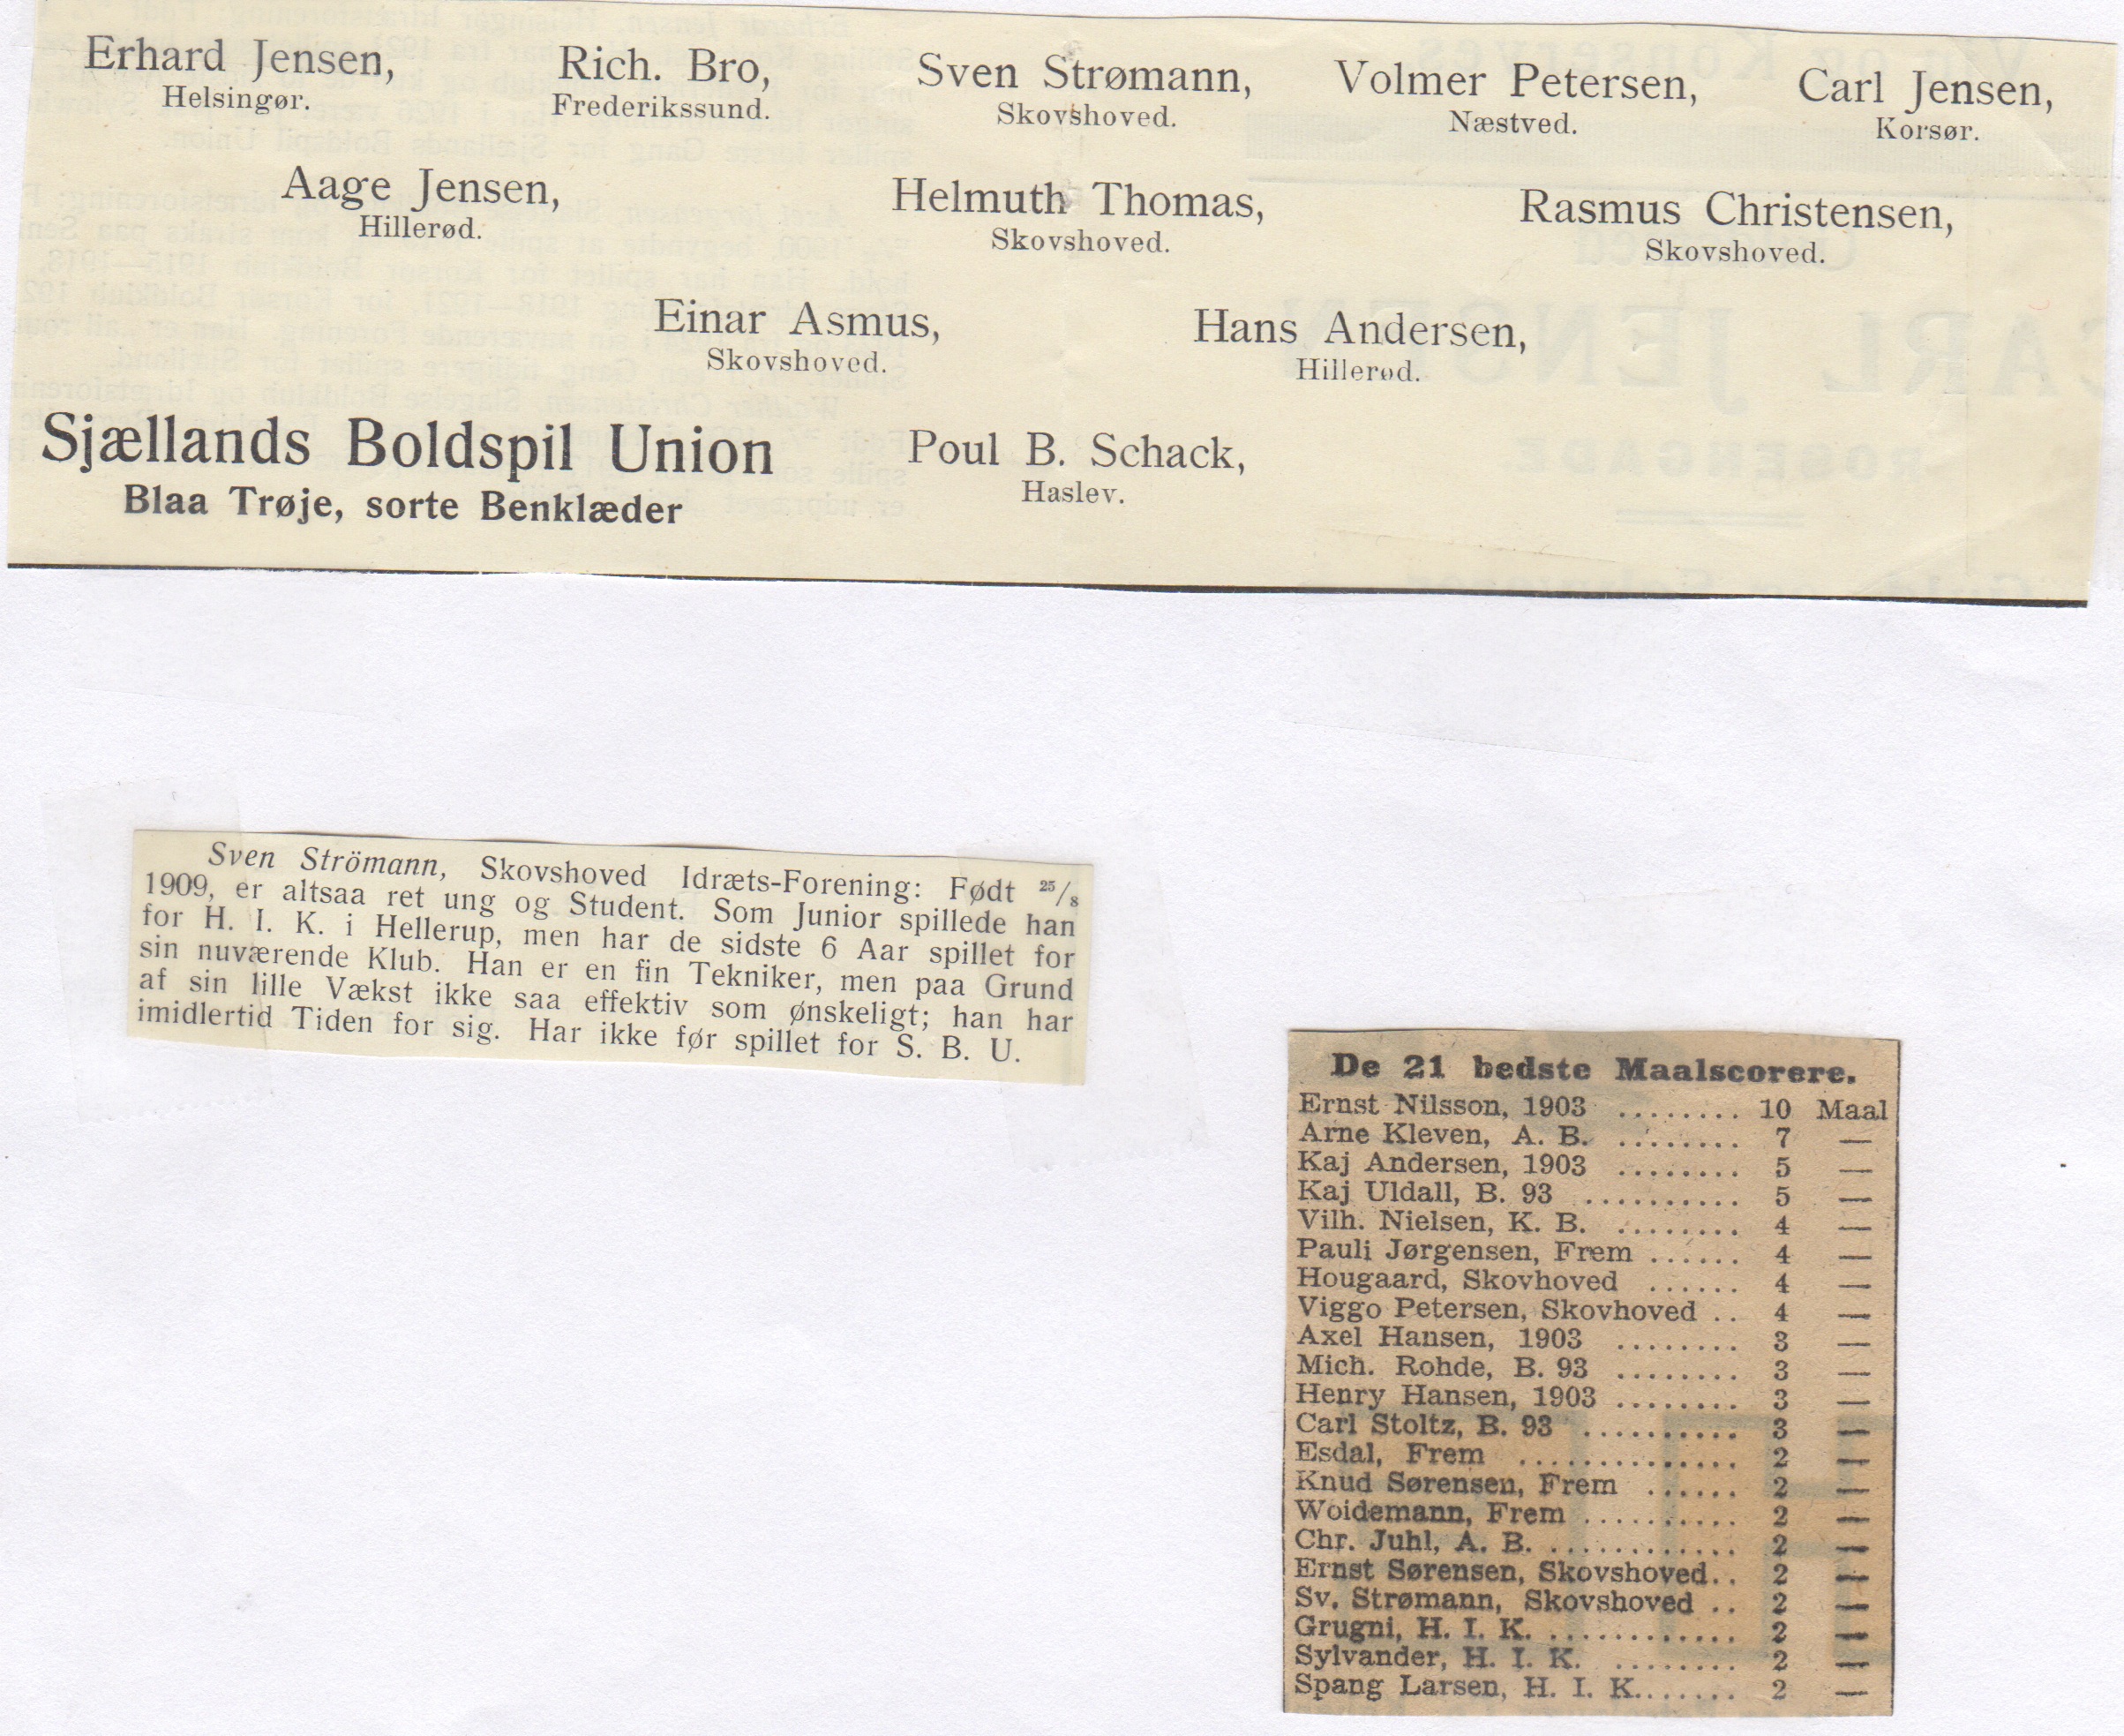 Erhard Jensen, Rich. Bro, Sven Strømann, Volmer Petersen, Carl Jensen,
Helsingør. Frederikssund. Skovshoved. Næstved. Korsør.
Aage Jensen, Helmuth Thomas, Rasmus Christensen,
Hillerød. Skovshoved. Skovshoved.
Einar Asmus, Hans Andersen,
Skovshoved. Hillerød.
Sjællands Boldspil Union Poul B. Schack,
Blaa Trøje, sorte Benklæder Haslev.
Sven Strömann, Skovshoved Idræts-Forening: Født 25/8
1909, er altsaa ret ung og Student. Som Junior spillede han
for H. I. K. i Hellerup, men har de sidste 6 Aar spillet for
sin nuværende Klub. Han er en fin Tekniker, men paa Grund
af sin lille Vækst ikke saa effektiv som ønskeligt; han har
imidlertid Tiden for sig. Har ikke før spillet for S. B. U.
De 21 bedste Maalscorere.
Ernst Nilsson, 1903 ........ 10 Maal
Arne Kleven, A. B. ........ 7 —
Kaj Andersen, 1903 ........ 5 —
Kaj Uldall, B. 93 .......... 5 —
Vilh. Nielsen, K. B. ........ 4 —
Pauli Jørgensen, Frem ...... 4 —
Hougaard, Skovhoved ...... 4 —
Viggo Petersen, Skovhoved .. 4 —
Axel Hansen, 1903 ........ 3 —
Mich. Rohde, B. 93 ........ 3 —
Henry Hansen, 1903 ........ 3 —
Carl Stoltz, B. 93 .......... 3 —
Esdal, Frem .............. 2 —
Knud Sørensen, Frem ...... 2 —
Woidemann, Frem .......... 2 —
Chr. Juhl, A. B. ............ 2 —
Ernst Sørensen, Skovshoved.. 2 —
Sv. Strømann, Skovshoved .. 2 —
Grugni, H. I. K. ............ 2 —
Sylvander, H. I. K. ........ 2 —
Spang Larsen, H. I. K....... 2 —